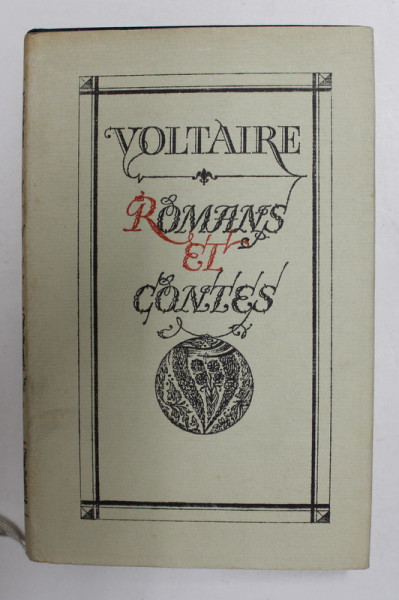 VOLTAIRE
ROMANS
ET
CONTES